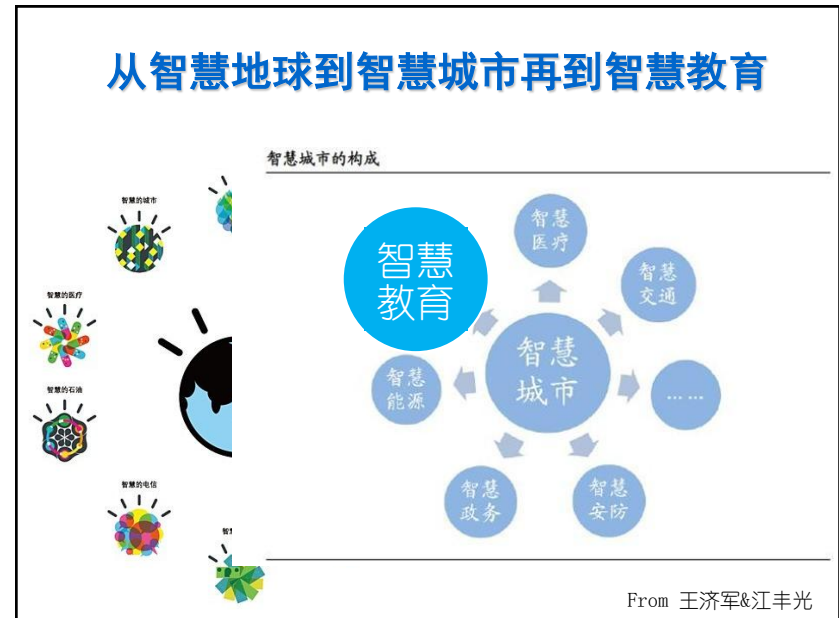 从智慧地球到智慧城市再到智慧教育
智慧城市的构成
智慧的城市
智慧的医疗
智慧的石油
智慧的电信
智慧
教育
智慧
医疗
智慧
交通
智慧
能源
智慧
城市
... ...
智慧
政务
智慧
安防
From 王济军&江丰光